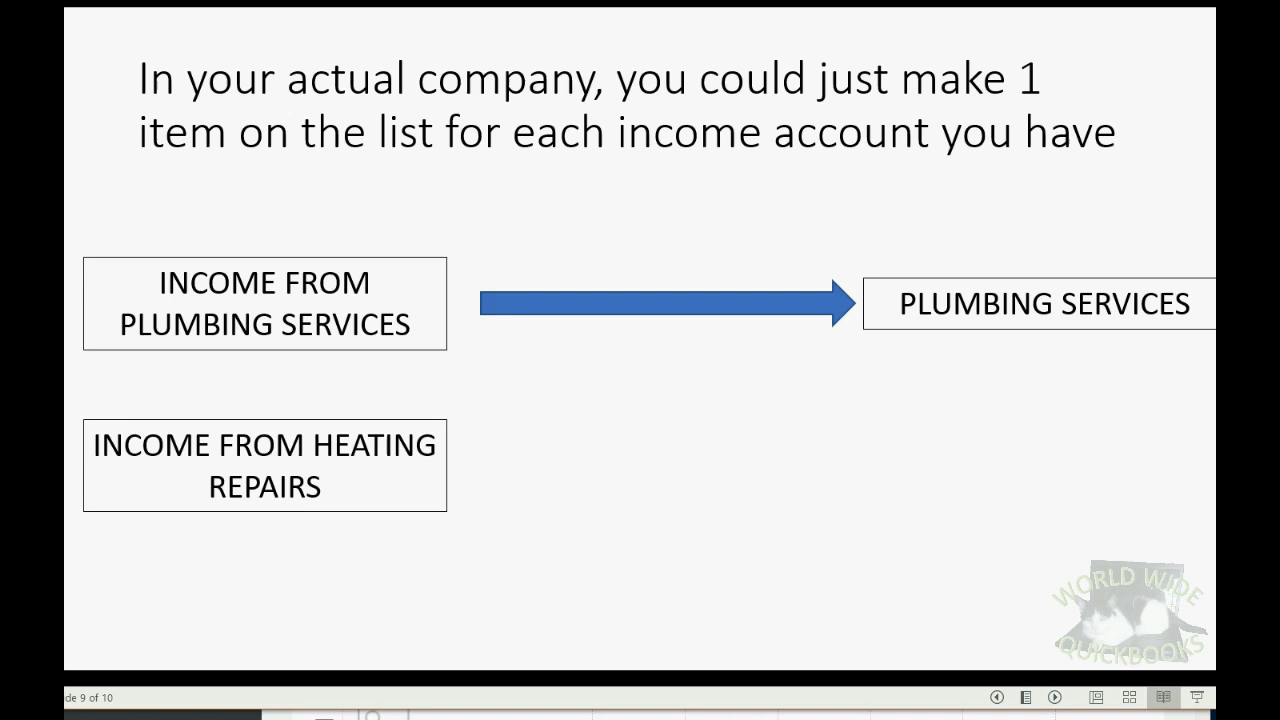 In your actual company, you could just make 1
item on the list for each income account you have
INCOME FROM
PLUMBING SERVICES
PLUMBING SERVICES
INCOME FROM HEATING
REPAIRS
WORLD WIDE
QUICKBOOKS
de 9 of 10